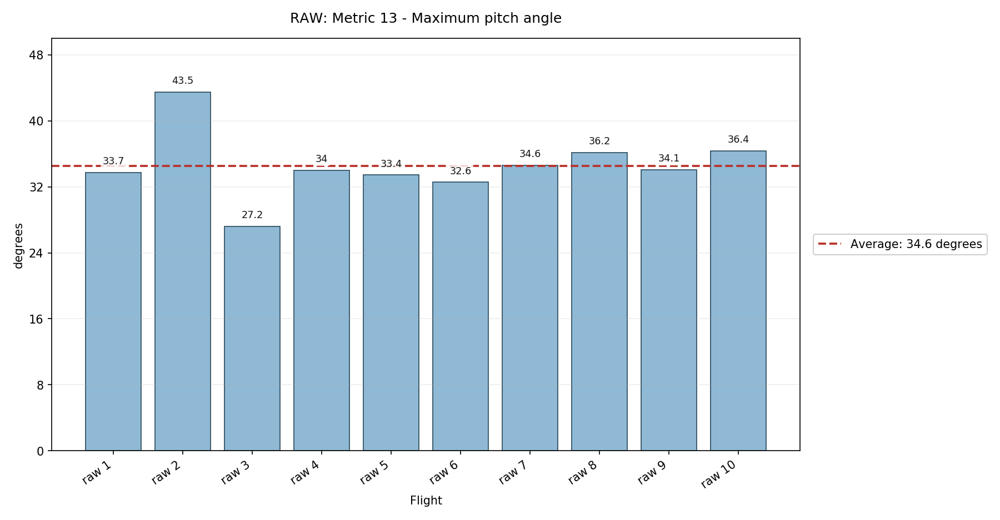 RAW: Metric 13 - Maximum pitch angle
48
40
32
24
16
8
0
degrees
33.7
43.5
27.2
34
33.4
32.6
34.6
36.2
34.1
36.4
raw 1
raw 2
raw 3
raw 4
raw 5
raw 6
raw 7
raw 8
raw 9
raw 10
Flight
Average: 34.6 degrees